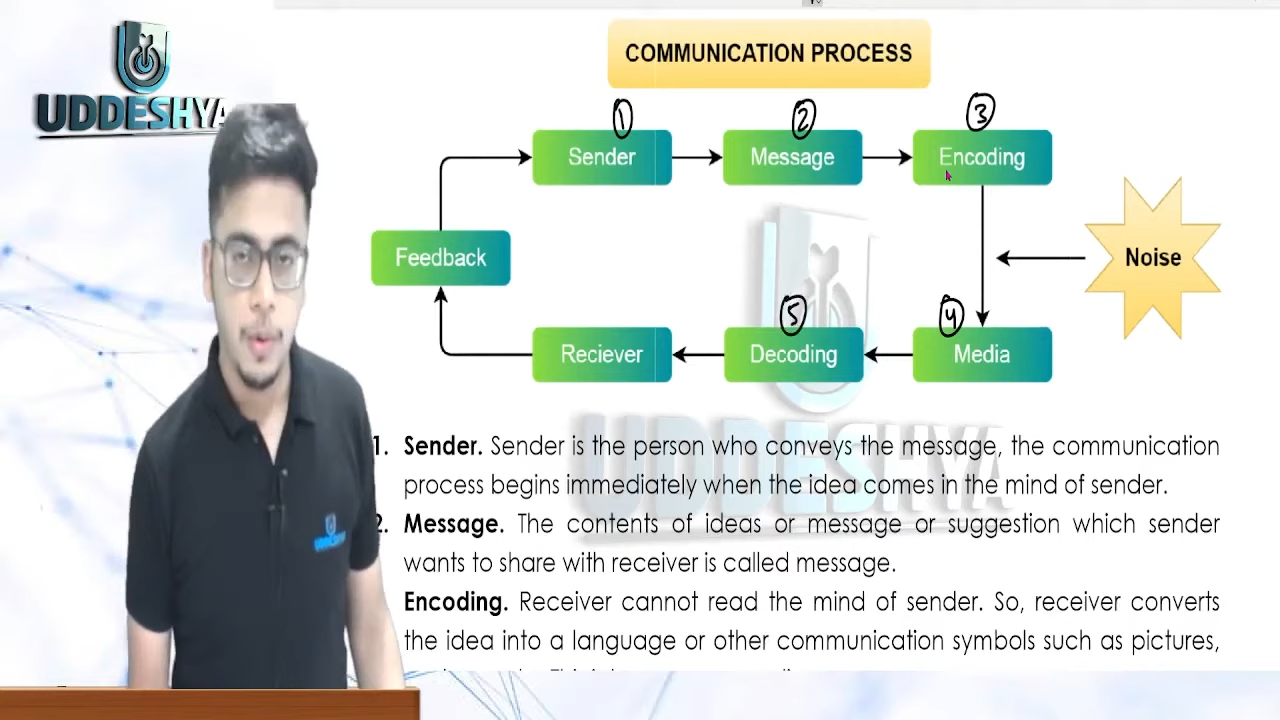 UDDESHYA
COMMUNICATION PROCESS
1 2 3
Sender Message Encoding
Feedback
Noise
5 4
Reciever Decoding Media
UDDESHYA
1. Sender. Sender is the person who conveys the message, the communication
process begins immediately when the idea comes in the mind of sender.
2. Message. The contents of ideas or message or suggestion which sender
wants to share with receiver is called message.
Encoding. Receiver cannot read the mind of sender. So, receiver converts
the idea into a language or other communication symbols such as pictures,